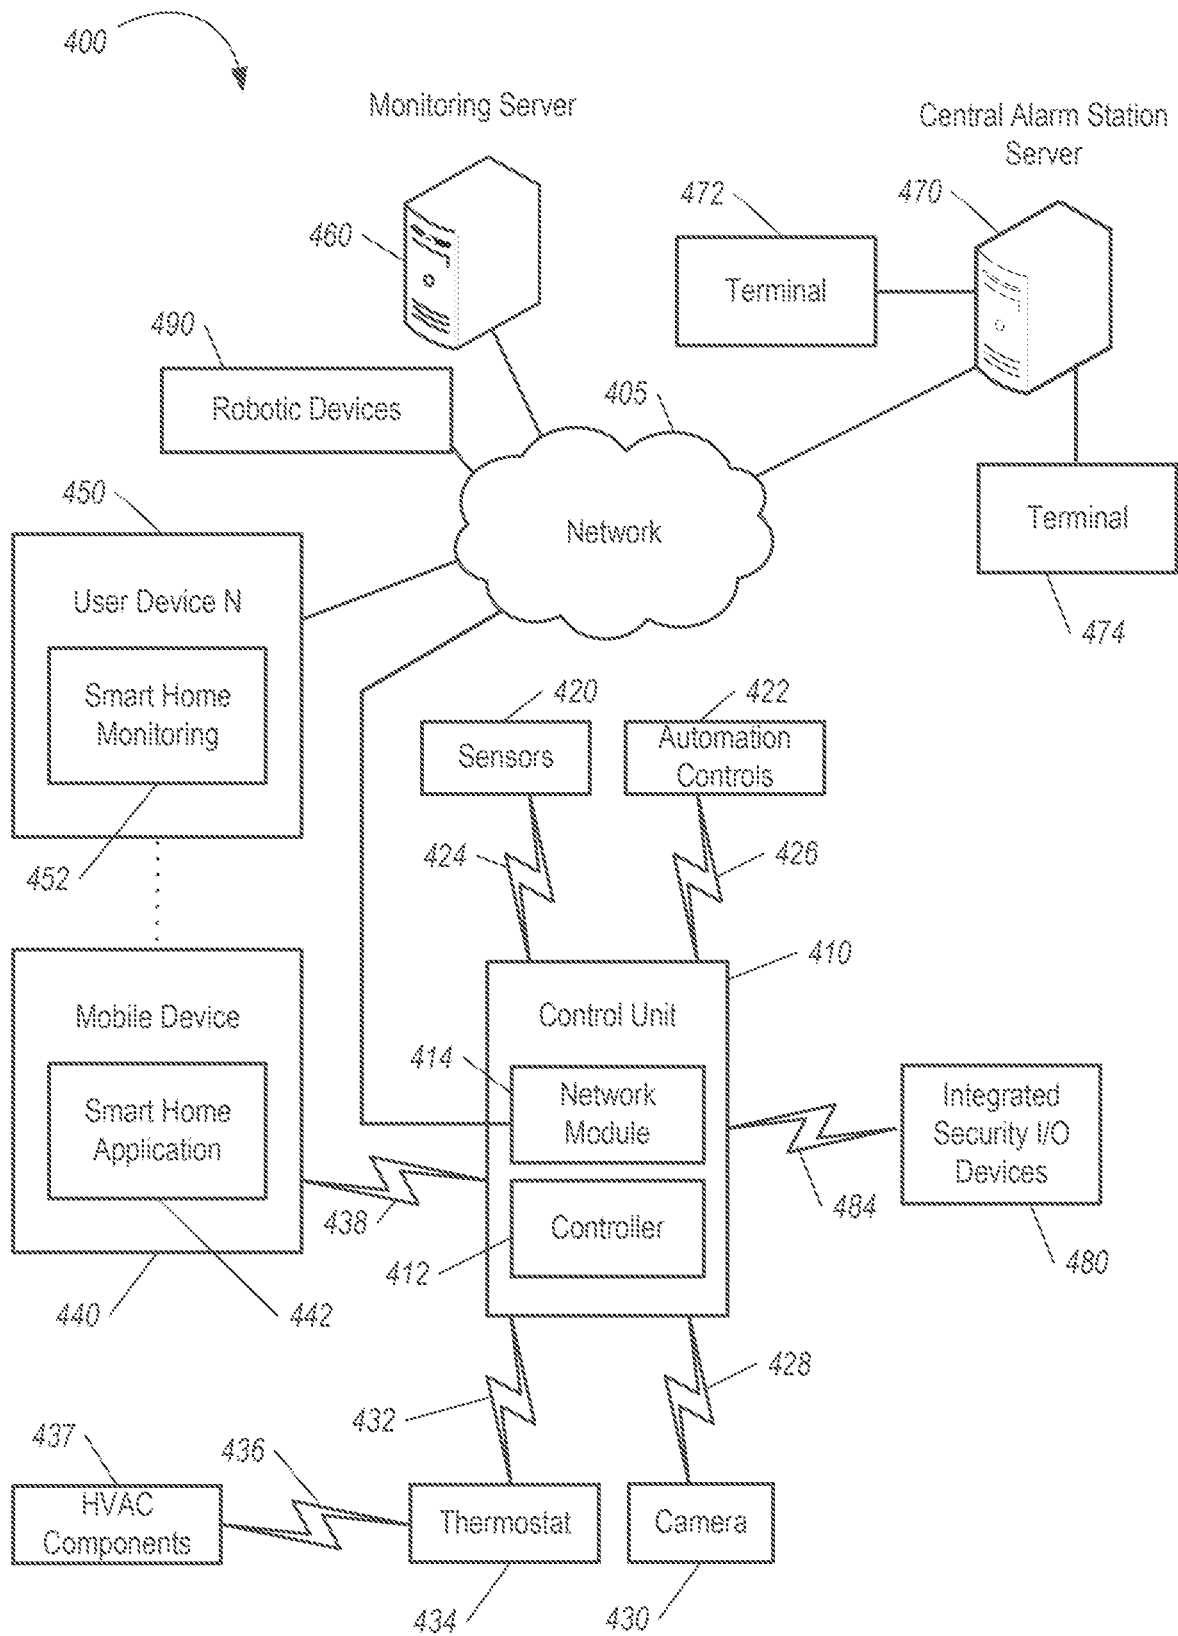 400
Monitoring Server
Central Alarm Station
Server
472
470
460
Terminal
490
405
Robotic Devices
450
Network
Terminal
User Device N
474
Smart Home
Monitoring
420
422
Sensors
Automation
Controls
452
424
426
410
Mobile Device
Control Unit
414
Network
Module
Integrated
Security I/O
Devices
Smart Home
Application
438
484
Controller
412
480
440
442
428
432
437
436
HVAC
Components
Thermostat
Camera
434
430